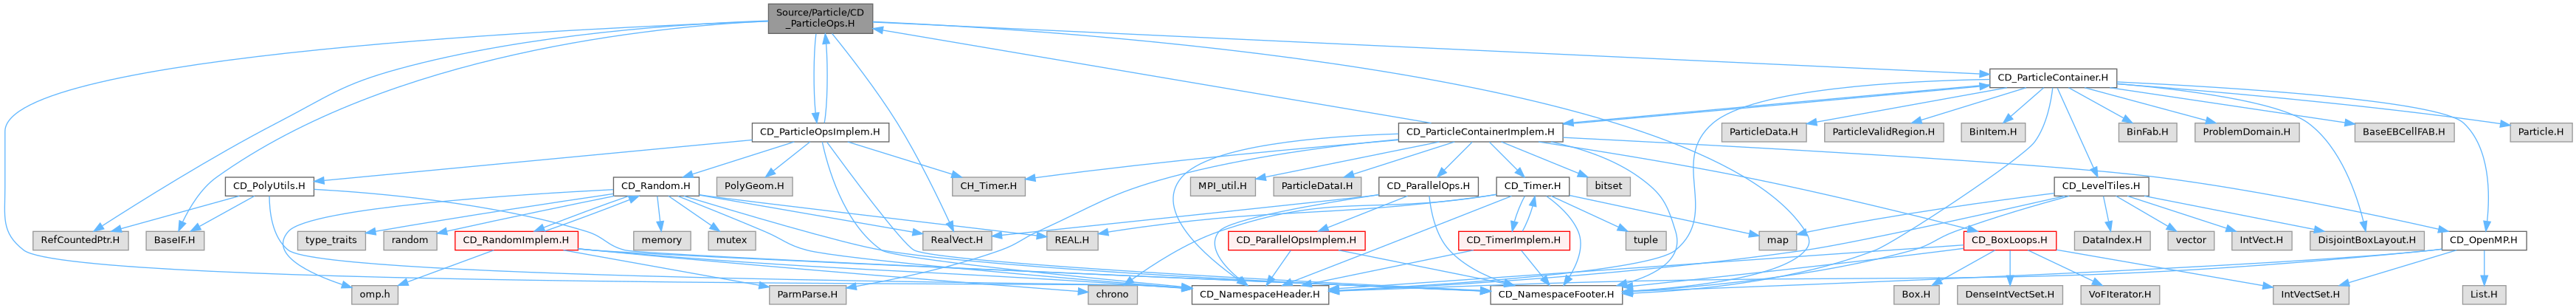 Source/Particle/CD
_ParticleOps.H
CD_ParticleContainer.H
CD_ParticleOpsImplem.H
CD_ParticleContainerImplem.H
ParticleData.H
ParticleValidRegion.H
BinItem.H
BinFab.H
ProblemDomain.H
BaseEBCellFAB.H
Particle.H
CD_PolyUtils.H
CD_Random.H
PolyGeom.H
CH_Timer.H
MPI_util.H
ParticleDataI.H
CD_ParallelOps.H
CD_Timer.H
bitset
CD_LevelTiles.H
RefCountedPtr.H
BaseIF.H
type_traits
random
CD_RandomImplem.H
memory
mutex
RealVect.H
REAL.H
CD_ParallelOpsImplem.H
CD_TimerImplem.H
tuple
map
CD_BoxLoops.H
DataIndex.H
vector
IntVect.H
DisjointBoxLayout.H
CD_OpenMP.H
omp.h
ParmParse.H
chrono
CD_NamespaceHeader.H
CD_NamespaceFooter.H
Box.H
DenseIntVectSet.H
VoFIterator.H
IntVectSet.H
List.H